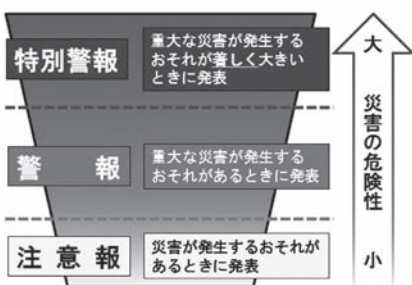 特別警報
重大な災害が発生する
おそれが著しく大きい
ときに発表
警報
重大な災害が発生する
おそれがあるときに発表
注意報
災害が発生するおそれが
あるときに発表
大
災害の危険性
小